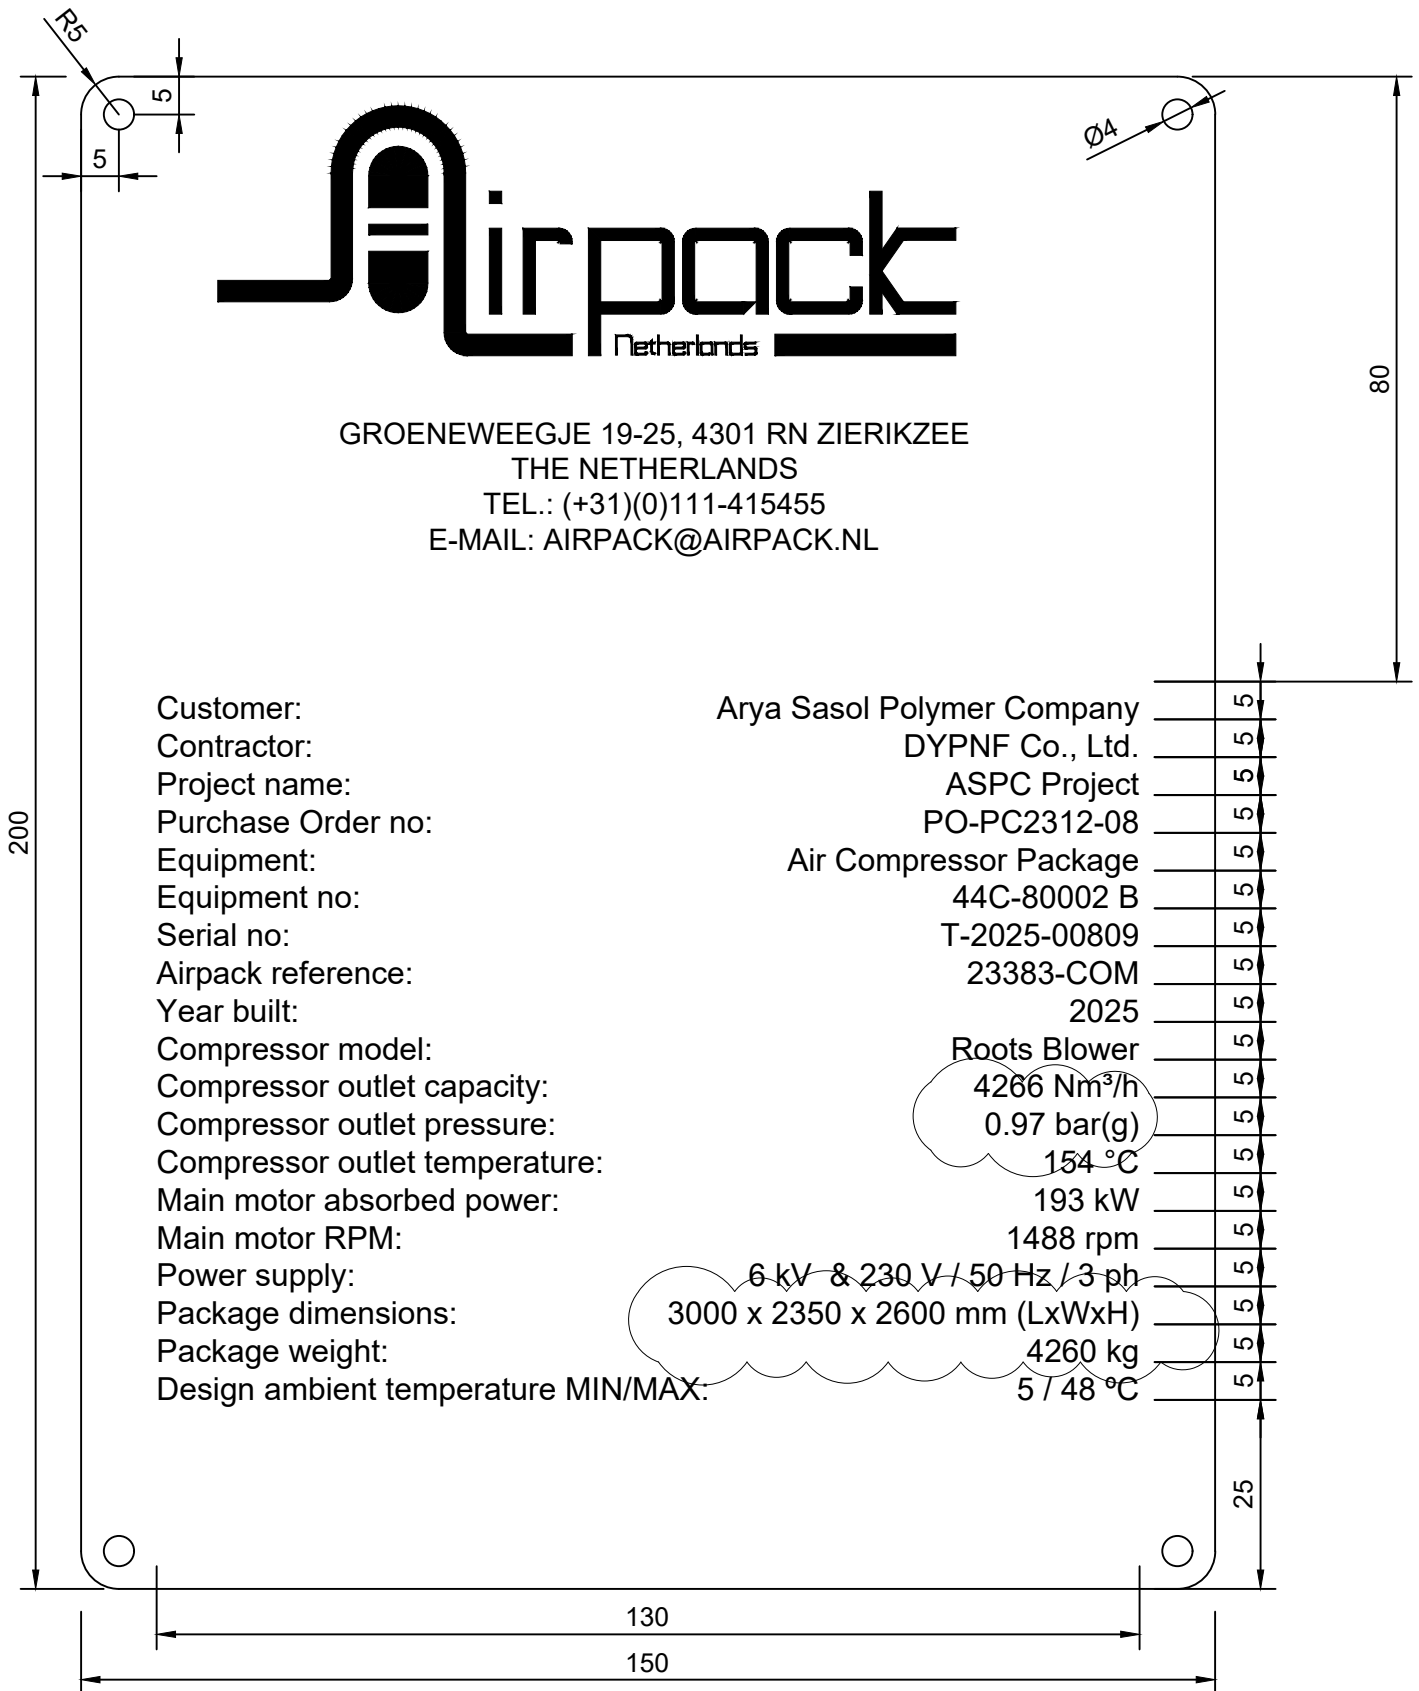 R5
5
5
Ø4
Airpack
Netherlands
80
GROENEWEEGJE 19-25, 4301 RN ZIERIKZEE
THE NETHERLANDS
TEL.: (+31)(0)111-415455
E-MAIL: AIRPACK@AIRPACK.NL
200
Customer: Arya Sasol Polymer Company 5
Contractor: DYPNF Co., Ltd. 5
Project name: ASPC Project 5
Purchase Order no: PO-PC2312-08 5
Equipment: Air Compressor Package 5
Equipment no: 44C-80002 B 5
Serial no: T-2025-00809 5
Airpack reference: 23383-COM 5
Year built: 2025 5
Compressor model: Roots Blower 5
Compressor outlet capacity: 4266 Nm³/h 5
Compressor outlet pressure: 0.97 bar(g) 5
Compressor outlet temperature: 154 °C 5
Main motor absorbed power: 193 kW 5
Main motor RPM: 1488 rpm 5
Power supply: 6 kV & 230 V / 50 Hz / 3 ph 5
Package dimensions: 3000 x 2350 x 2600 mm (LxWxH) 5
Package weight: 4260 kg 5
Design ambient temperature MIN/MAX: 5 / 48 ºC 5
25
130
150